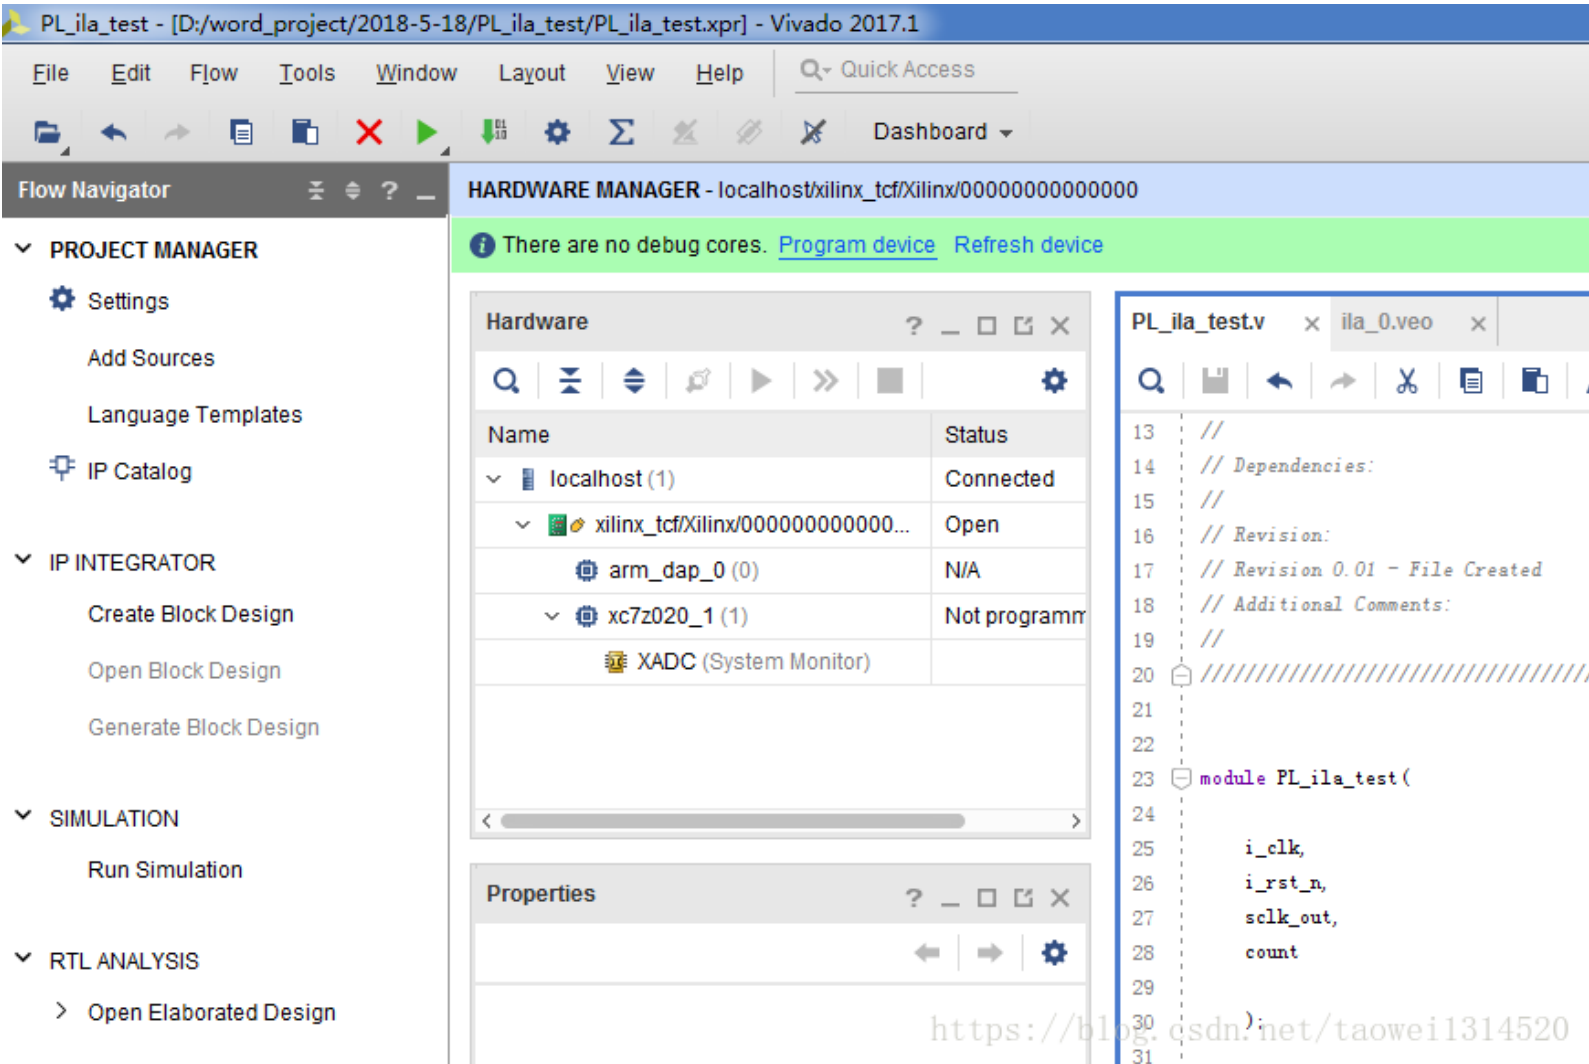 PL_ila_test - [D:/word_project/2018-5-18/PL_ila_test/PL_ila_test.xpr] - Vivado 2017.1
File Edit Flow Tools Window Layout View Help Quick Access
Dashboard
Flow Navigator
HARDWARE MANAGER - localhost/xilinx_tcf/Xilinx/00000000000000
There are no debug cores. Program device Refresh device
PROJECT MANAGER
Settings
Add Sources
Language Templates
IP Catalog
IP INTEGRATOR
Create Block Design
Open Block Design
Generate Block Design
SIMULATION
Run Simulation
RTL ANALYSIS
Open Elaborated Design
Hardware
Name Status
localhost (1) Connected
xilinx_tcf/Xilinx/000000000000... Open
arm_dap_0 (0) N/A
xc7z020_1 (1) Not programm
XADC (System Monitor)
Properties
PL_ila_test.v ila_0.veo
13 //
14 // Dependencies:
15 //
16 // Revision:
17 // Revision 0.01 - File Created
18 // Additional Comments:
19 //
20 ////////////////////////////////////
21
22
23 module PL_ila_test(
24
25 i_clk,
26 i_rst_n,
27 sclk_out,
28 count
29
30 );
31
https://blog.csdn.net/taowei1314520